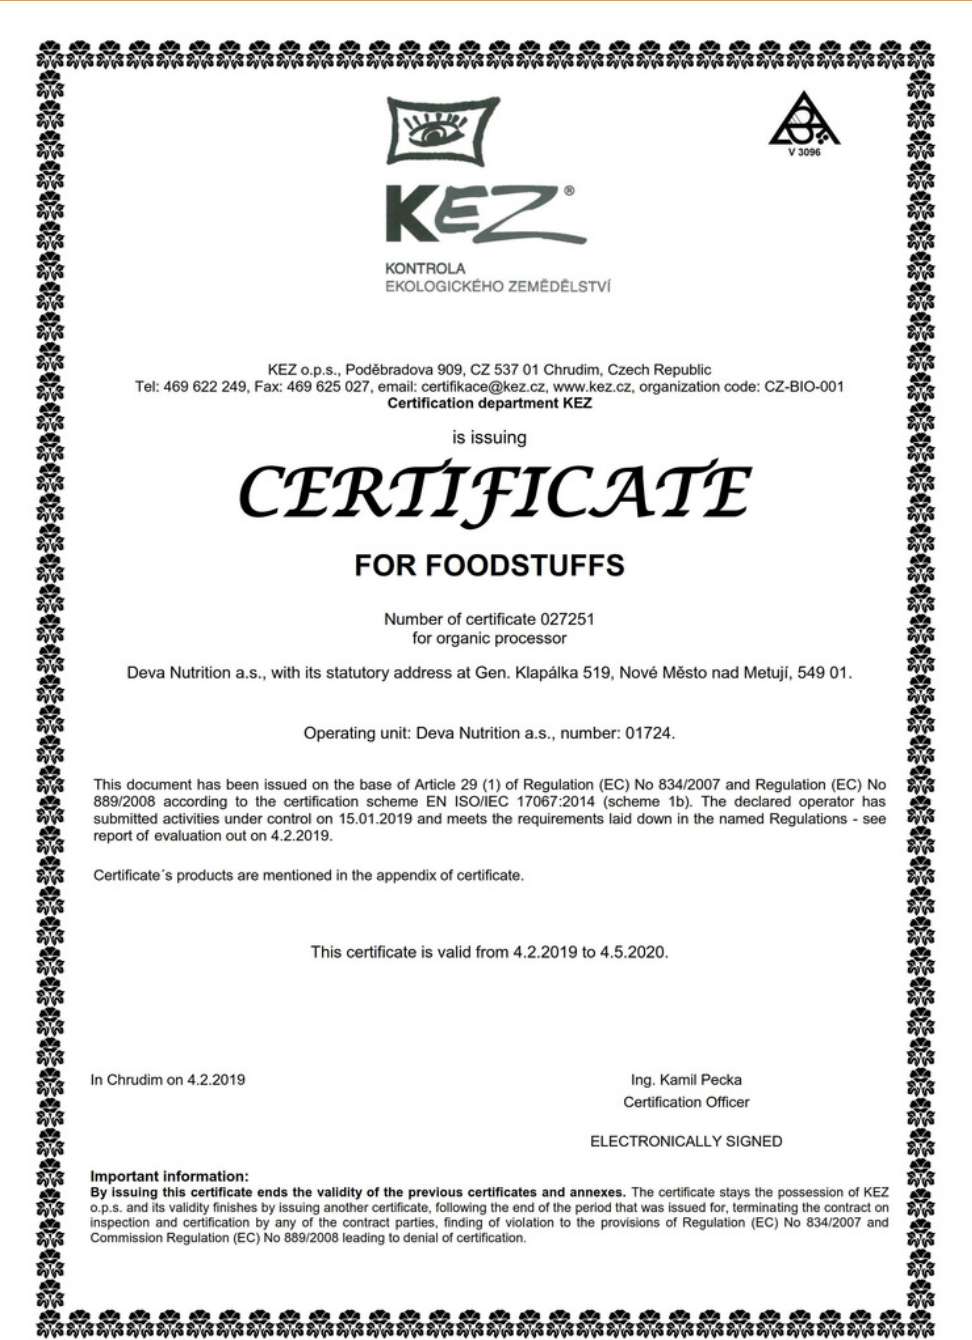 V 3096
KEZ®
KONTROLA
EKOLOGICKÉHO ZEMĚDĚLSTVÍ
KEZ o.p.s., Poděbradova 909, CZ 537 01 Chrudim, Czech Republic
Tel: 469 622 249, Fax: 469 625 027, email: certifikace@kez.cz, www.kez.cz, organization code: CZ-BIO-001
Certification department KEZ
is issuing
CERTIFICATE
FOR FOODSTUFFS
Number of certificate 027251
for organic processor
Deva Nutrition a.s., with its statutory address at Gen. Klapálka 519, Nové Město nad Metují, 549 01.
Operating unit: Deva Nutrition a.s., number: 01724.
This document has been issued on the base of Article 29 (1) of Regulation (EC) No 834/2007 and Regulation (EC) No
889/2008 according to the certification scheme EN ISO/IEC 17067:2014 (scheme 1b). The declared operator has
submitted activities under control on 15.01.2019 and meets the requirements laid down in the named Regulations - see
report of evaluation out on 4.2.2019.
Certificate´s products are mentioned in the appendix of certificate.
This certificate is valid from 4.2.2019 to 4.5.2020.
In Chrudim on 4.2.2019
Ing. Kamil Pecka
Certification Officer
ELECTRONICALLY SIGNED
Important information:
By issuing this certificate ends the validity of the previous certificates and annexes. The certificate stays the possession of KEZ
o.p.s. and its validity finishes by issuing another certificate, following the end of the period that was issued for, terminating the contract on
inspection and certification by any of the contract parties, finding of violation to the provisions of Regulation (EC) No 834/2007 and
Commission Regulation (EC) No 889/2008 leading to denial of certification.